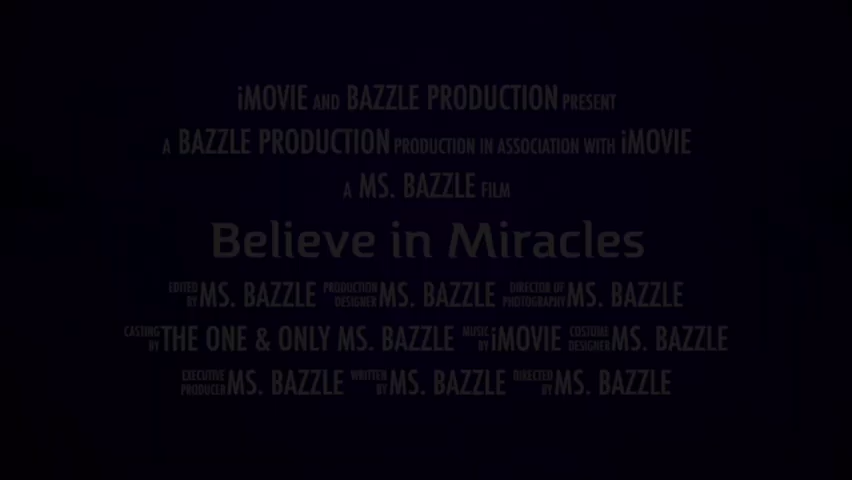 iMOVIE AND BAZZLE PRODUCTION PRESENT
A BAZZLE PRODUCTION PRODUCTION IN ASSOCIATION WITH iMOVIE
A MS. BAZZLE FILM
Believe in Miracles
EDITED BY MS. BAZZLE PRODUCTION DESIGNER MS. BAZZLE DIRECTOR OF PHOTOGRAPHY MS. BAZZLE
CASTING BY THE ONE & ONLY MS. BAZZLE MUSIC BY iMOVIE COSTUME DESIGNER MS. BAZZLE
EXECUTIVE PRODUCER MS. BAZZLE WRITTEN BY MS. BAZZLE DIRECTED BY MS. BAZZLE